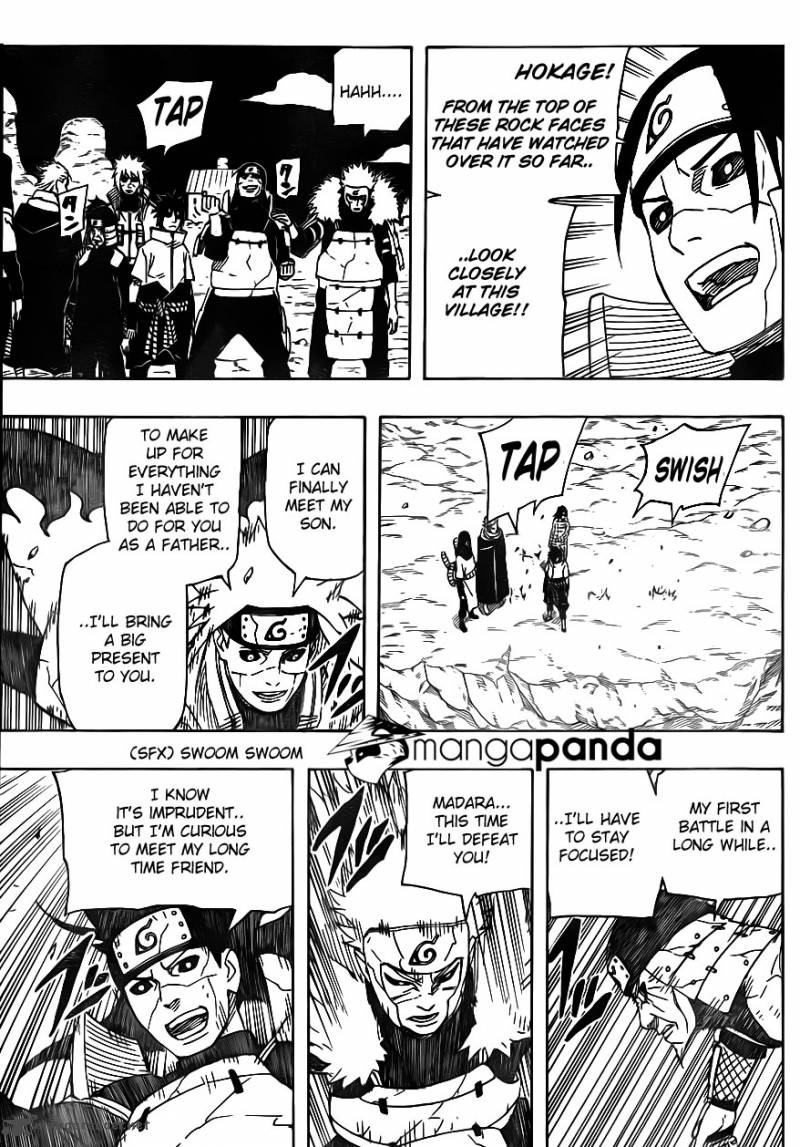 HOKAGE!
FROM THE TOP OF
THESE ROCK FACES
THAT HAVE WATCHED
OVER IT SO FAR..
..LOOK
CLOSELY
AT THIS
VILLAGE!!
HAHH....
TAP
SWISH
TAP
I CAN
FINALLY
MEET MY
SON.
TO MAKE
UP FOR
EVERYTHING
I HAVEN'T
BEEN ABLE TO
DO FOR YOU
AS A FATHER..
..I'LL BRING
A BIG
PRESENT
TO YOU.
(SFX) SWOOM SWOOM
mangapanda
MY FIRST
BATTLE IN A
LONG WHILE..
..I'LL HAVE
TO STAY
FOCUSED!
MADARA...
THIS TIME
I'LL DEFEAT
YOU!
I KNOW
IT'S IMPRUDENT..
BUT I'M CURIOUS
TO MEET MY LONG
TIME FRIEND.